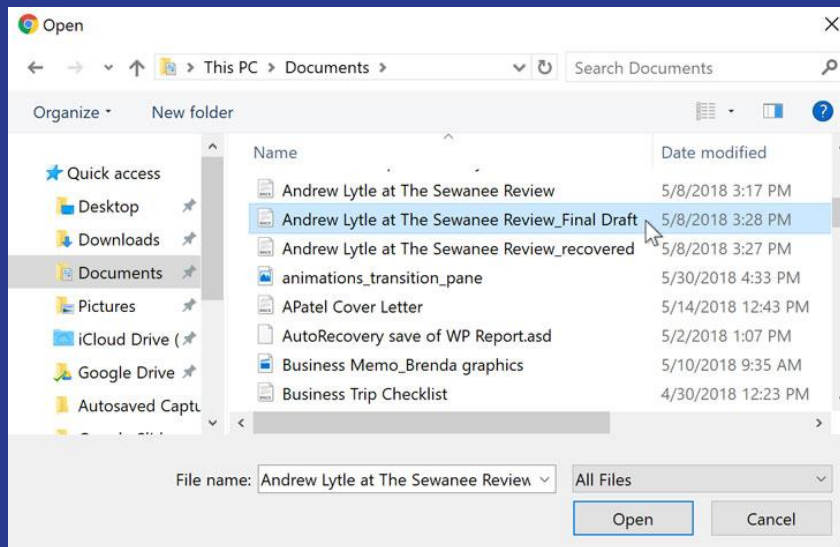 Open
This PC > Documents >
Search Documents
Organize
New folder
Name
Date modified
Quick access
Desktop
Downloads
Documents
Pictures
iCloud Drive (
Google Drive
Autosaved Captu
Andrew Lytle at The Sewanee Review 5/8/2018 3:17 PM
Andrew Lytle at The Sewanee Review_Final Draft 5/8/2018 3:28 PM
Andrew Lytle at The Sewanee Review_recovered 5/8/2018 3:27 PM
animations_transition_pane 5/30/2018 4:33 PM
APatel Cover Letter 5/14/2018 12:43 PM
AutoRecovery save of WP Report.asd 5/2/2018 1:07 PM
Business Memo_Brenda graphics 5/10/2018 9:35 AM
Business Trip Checklist 4/30/2018 12:23 PM
File name: Andrew Lytle at The Sewanee Review
All Files
Open
Cancel